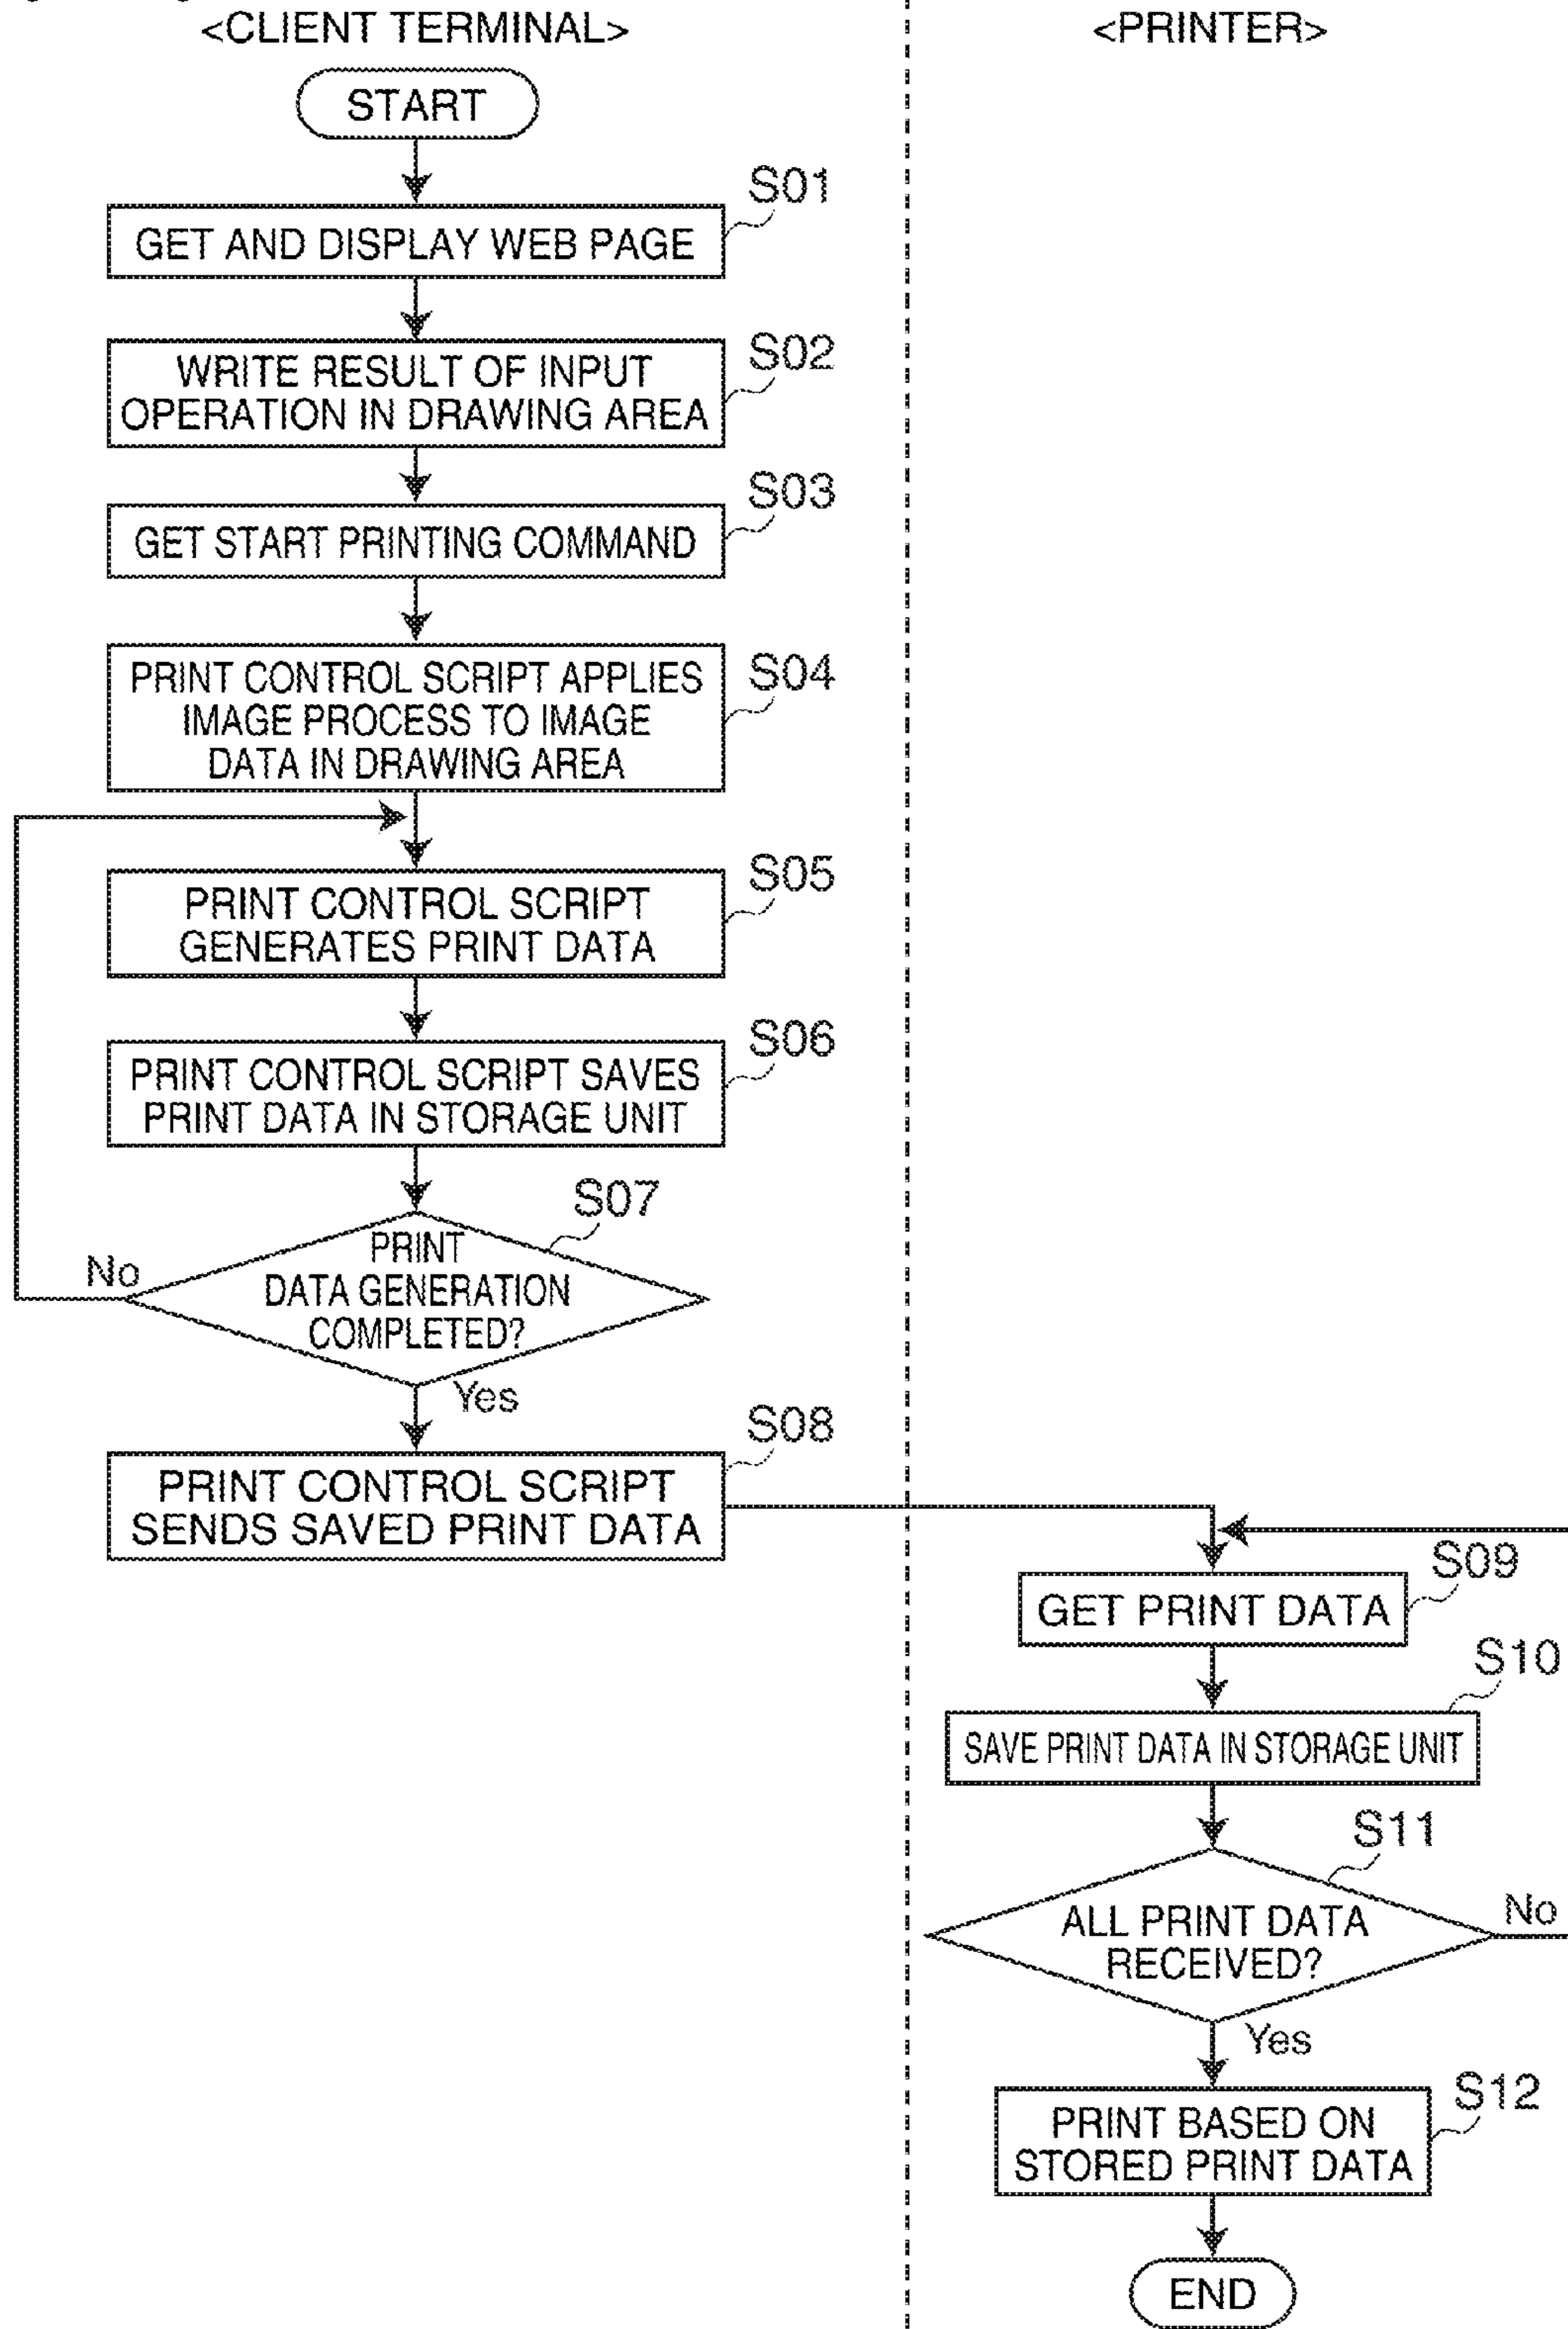 <CLIENT TERMINAL>
<PRINTER>
START
S01
GET AND DISPLAY WEB PAGE
S02
WRITE RESULT OF INPUT
OPERATION IN DRAWING AREA
S03
GET START PRINTING COMMAND
S04
PRINT CONTROL SCRIPT APPLIES
IMAGE PROCESS TO IMAGE
DATA IN DRAWING AREA
S05
PRINT CONTROL SCRIPT
GENERATES PRINT DATA
S06
PRINT CONTROL SCRIPT SAVES
PRINT DATA IN STORAGE UNIT
S07
PRINT
DATA GENERATION
COMPLETED?
No
Yes
S08
PRINT CONTROL SCRIPT
SENDS SAVED PRINT DATA
S09
GET PRINT DATA
S10
SAVE PRINT DATA IN STORAGE UNIT
S11
ALL PRINT DATA
RECEIVED?
No
Yes
S12
PRINT BASED ON
STORED PRINT DATA
END